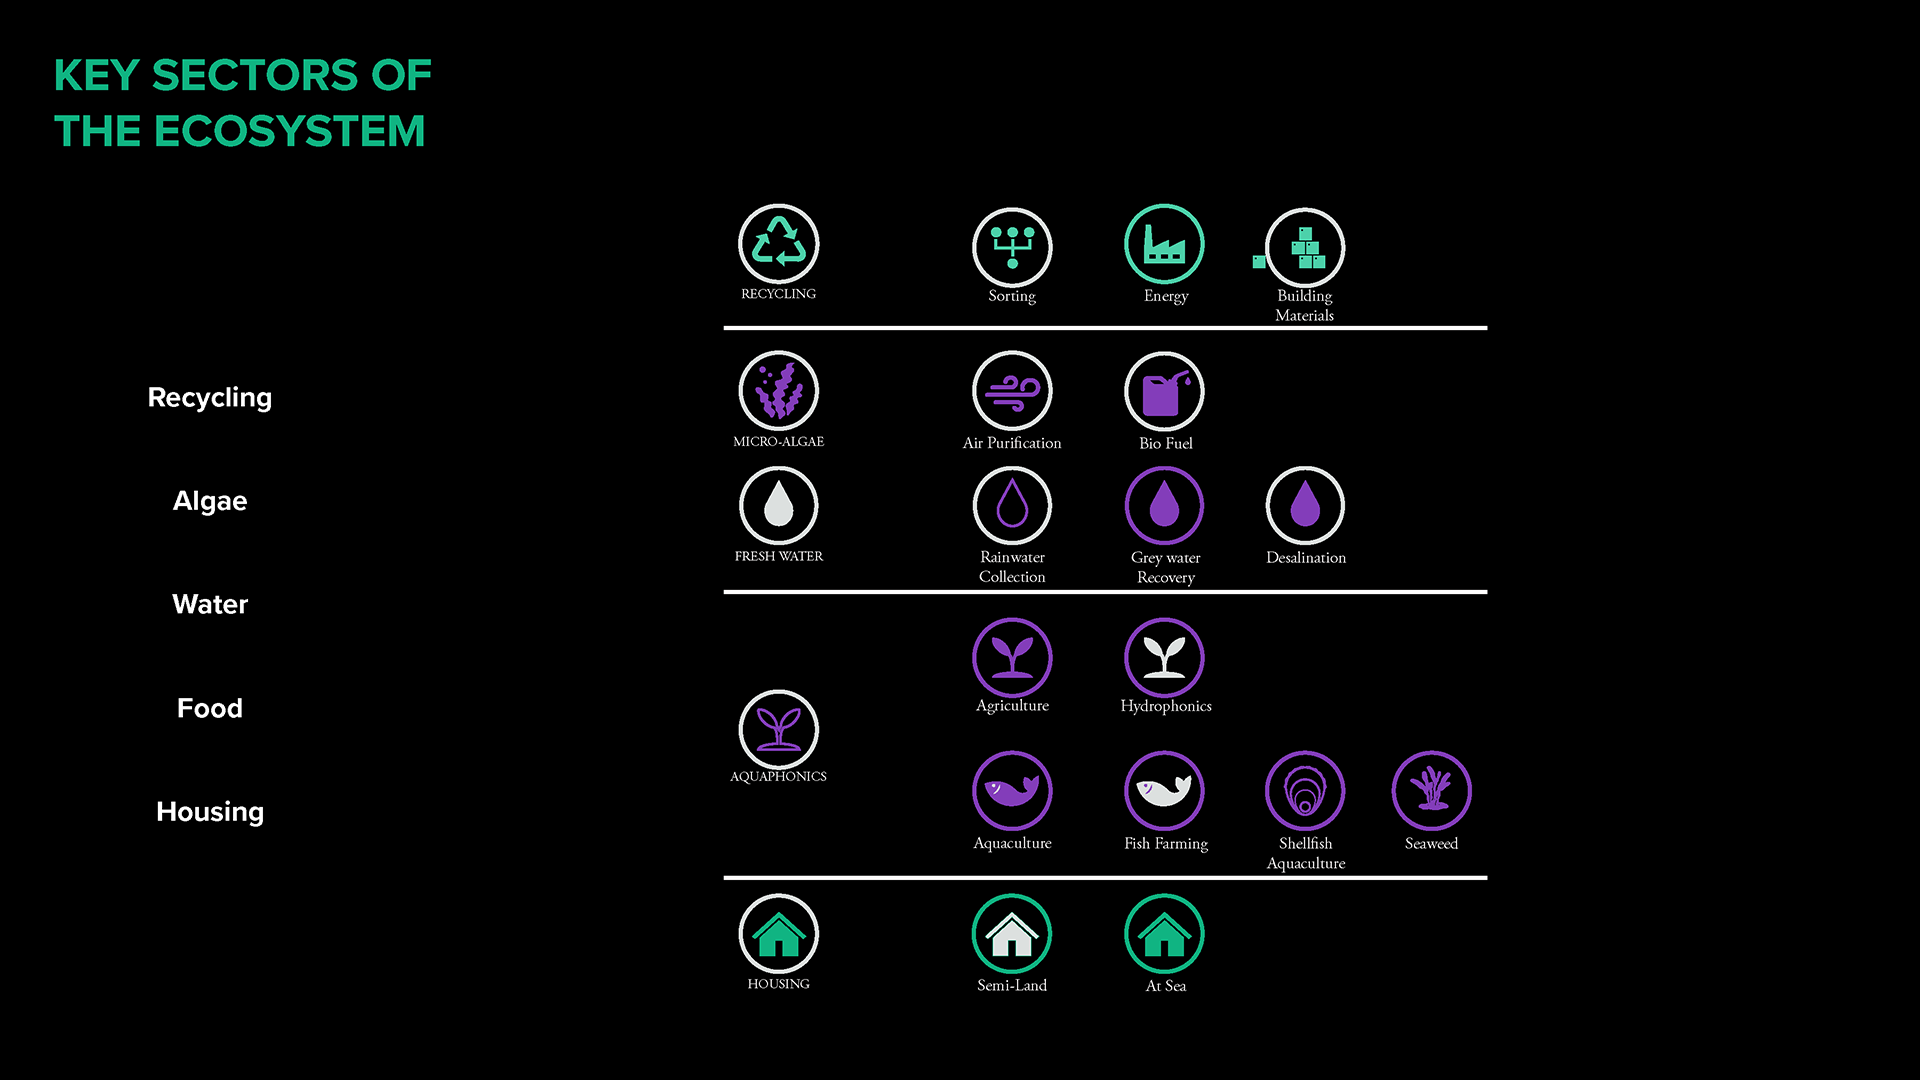 KEY SECTORS OF
THE ECOSYSTEM
Recycling
Algae
Water
Food
Housing
RECYCLING
Sorting
Energy
Building
Materials
MICRO-ALGAE
Air Purification
Bio Fuel
FRESH WATER
Rainwater
Collection
Grey water
Recovery
Desalination
AQUAPHONICS
Agriculture
Hydrophonics
Aquaculture
Fish Farming
Shellfish
Aquaculture
Seaweed
HOUSING
Semi-Land
At Sea